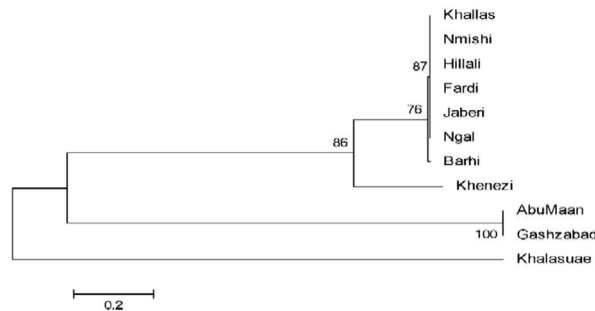 Khallas
Nmishi
Hillali
87
Fardi
Jaberi
76
Ngal
86
Barhi
Khenezi
AbuMaan
Gashzabad
100
Khalasuae
0.2